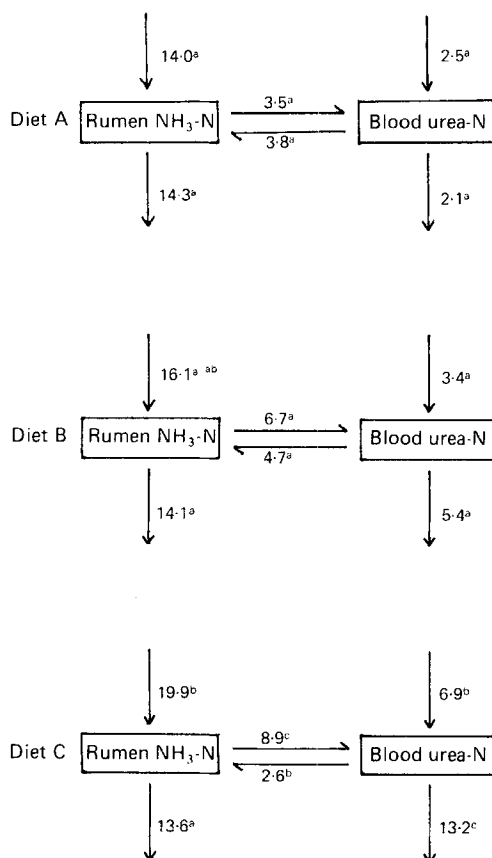 14·0ᵃ
2·5ᵃ
Diet A Rumen NH₃-N 3·5ᵃ 3·8ᵃ Blood urea-N
14·3ᵃ
2·1ᵃ
16·1ᵃ ᵃᵇ
3·4ᵃ
Diet B Rumen NH₃-N 6·7ᵃ 4·7ᵃ Blood urea-N
14·1ᵃ
5·4ᵃ
19·9ᵇ
6·9ᵇ
Diet C Rumen NH₃-N 8·9ᶜ 2·6ᵇ Blood urea-N
13·6ᵃ
13·2ᶜ